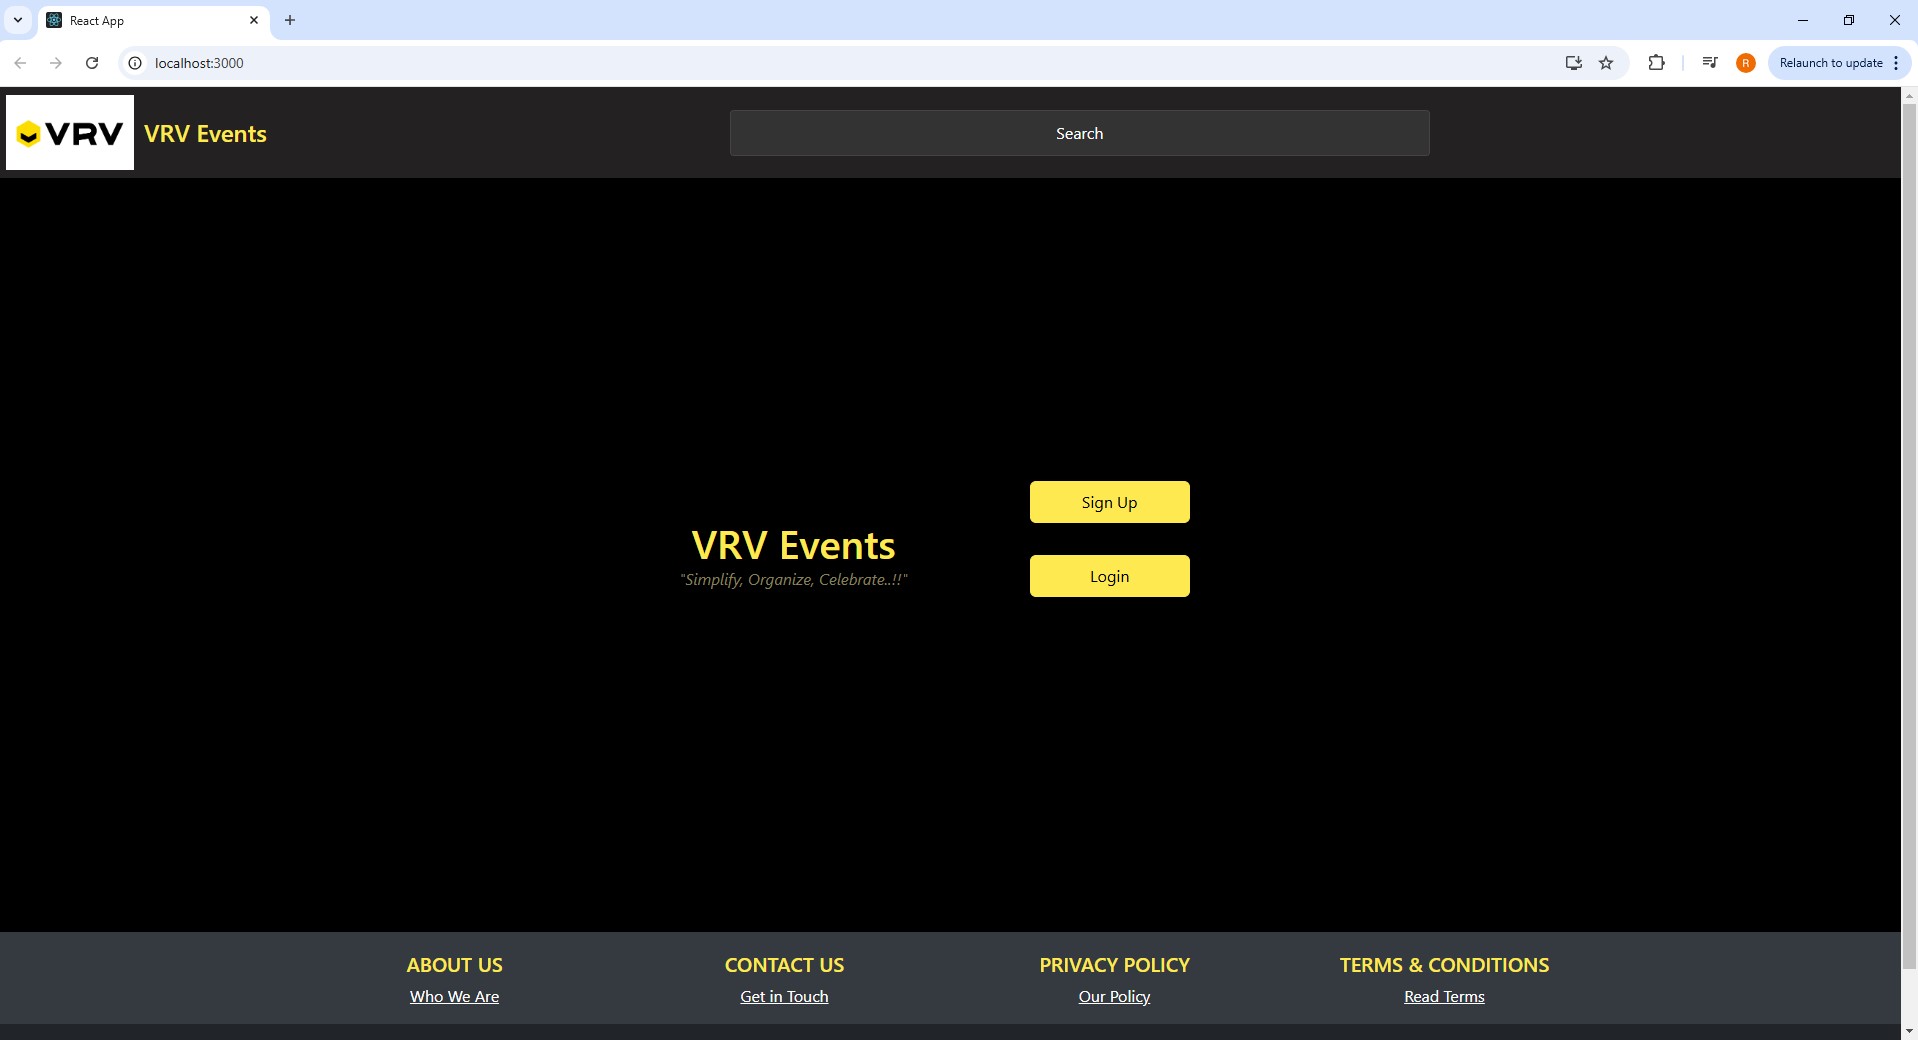 React App
localhost:3000
R
Relaunch to update
VRV
VRV Events
Search
Sign Up
VRV Events
"Simplify, Organize, Celebrate..!!"
Login
ABOUT US
Who We Are
CONTACT US
Get in Touch
PRIVACY POLICY
Our Policy
TERMS & CONDITIONS
Read Terms